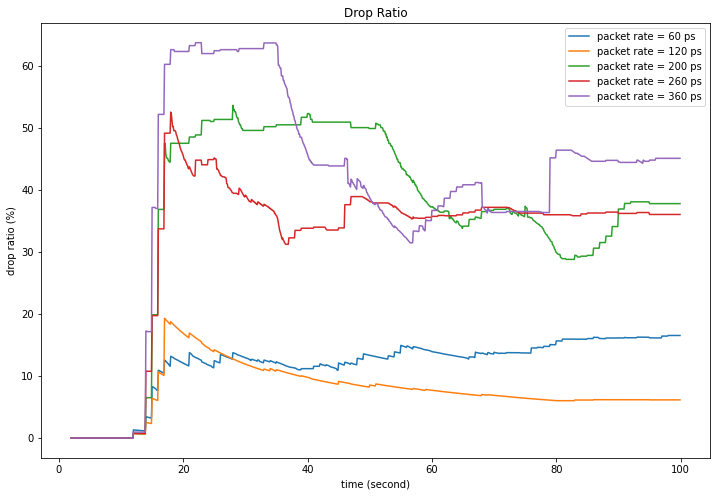 Drop Ratio
packet rate = 60 ps
packet rate = 120 ps
packet rate = 200 ps
packet rate = 260 ps
packet rate = 360 ps
drop ratio (%)
60
50
40
30
20
10
0
0 20 40 60 80 100
time (second)